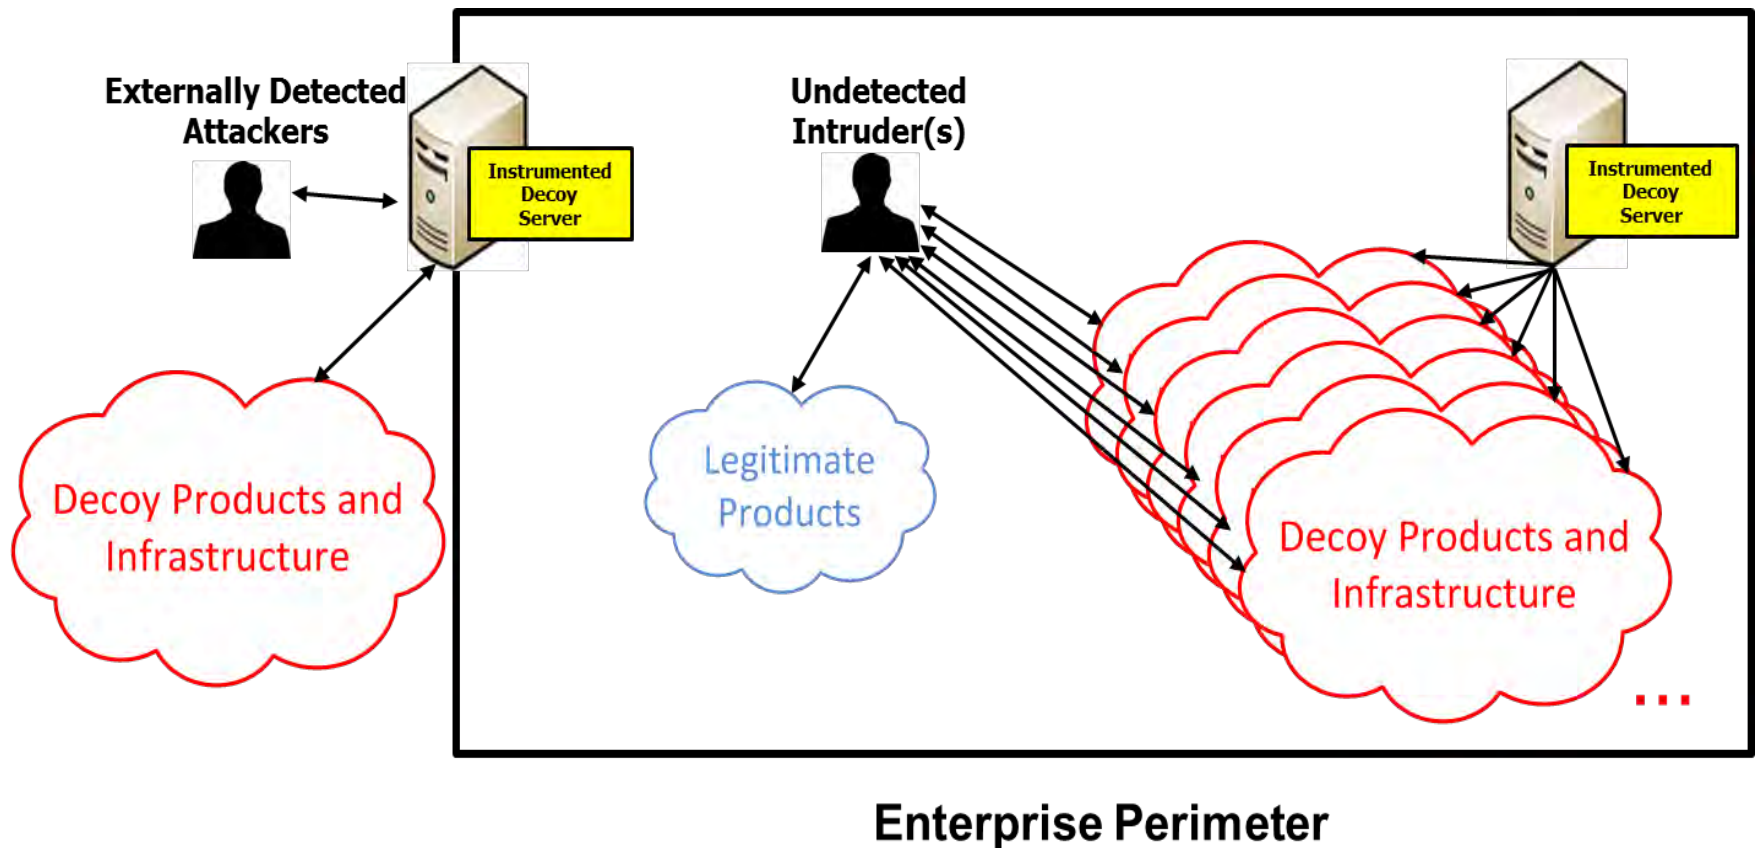 Externally Detected
Attackers
Instrumented
Decoy
Server
Undetected
Intruder(s)
Instrumented
Decoy
Server
Decoy Products and
Infrastructure
Legitimate
Products
Decoy Products and
Infrastructure
...
Enterprise Perimeter